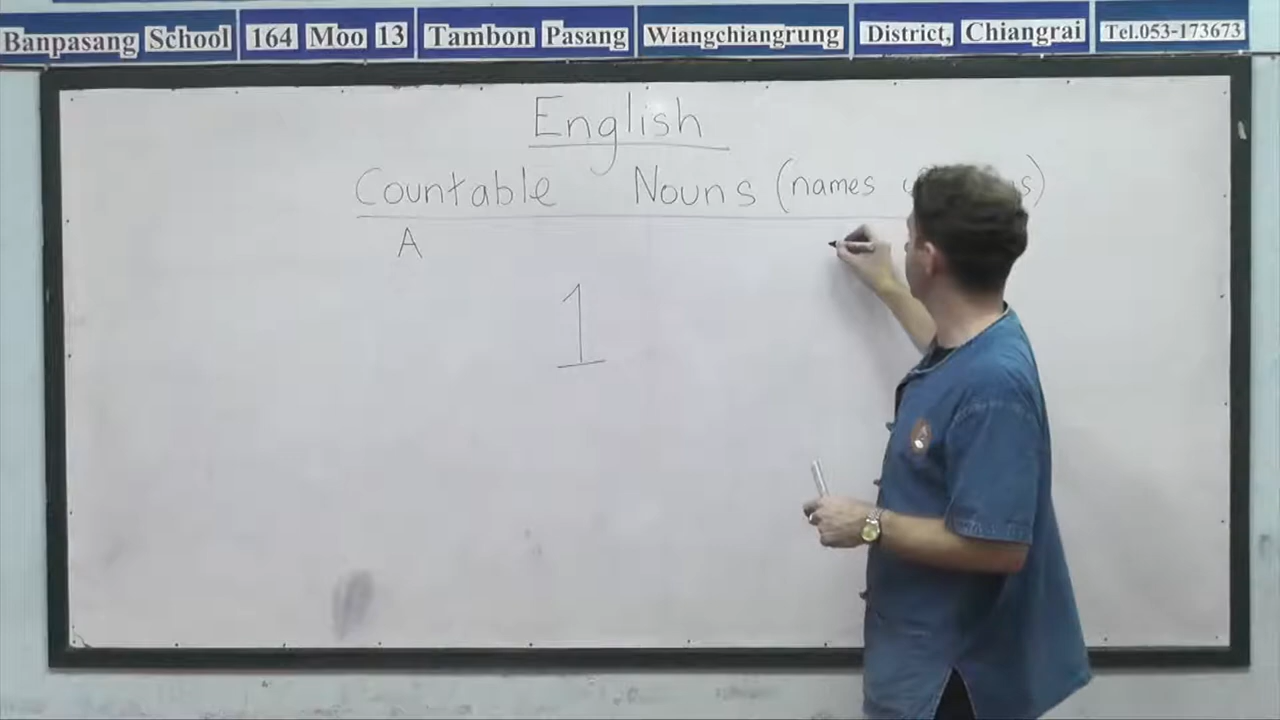 Banpasang School 164 Moo 13 Tambon Pasang Wiangchiangrung District, Chiangrai Tel.053-173673
English
Countable Nouns (names
A
1